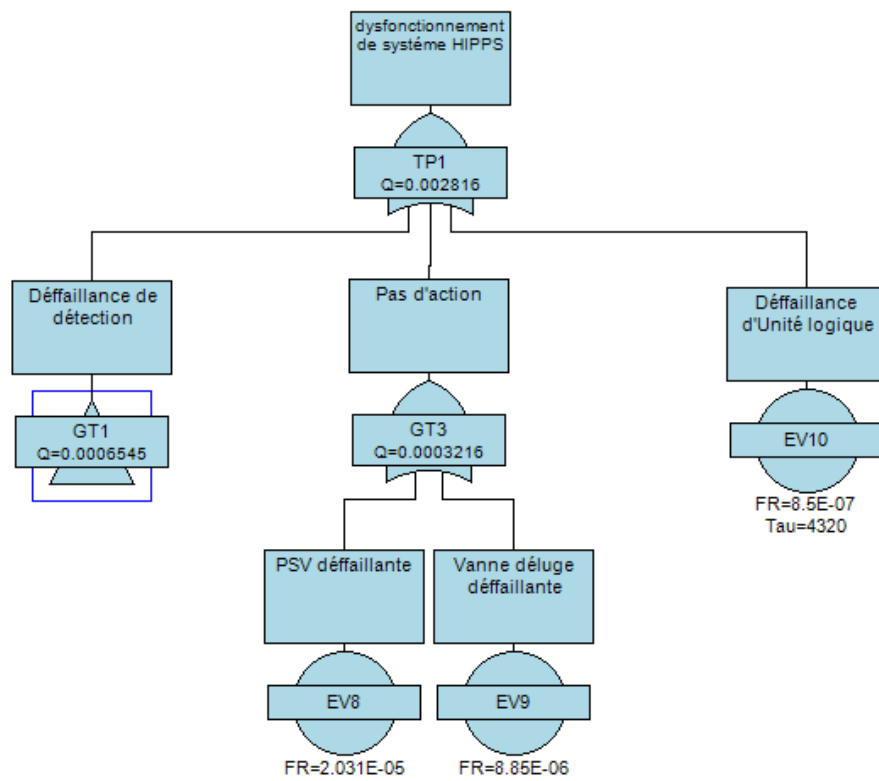 dysfonctionnement
de systéme HIPPS
TP1
Q=0.002816
Déffaillance de
détection
GT1
Q=0.0006545
Pas d'action
GT3
Q=0.0003216
Déffaillance
d'Unité logique
EV10
FR=8.5E-07
Tau=4320
PSV déffaillante
EV8
FR=2.031E-05
Vanne déluge
déffaillante
EV9
FR=8.85E-06